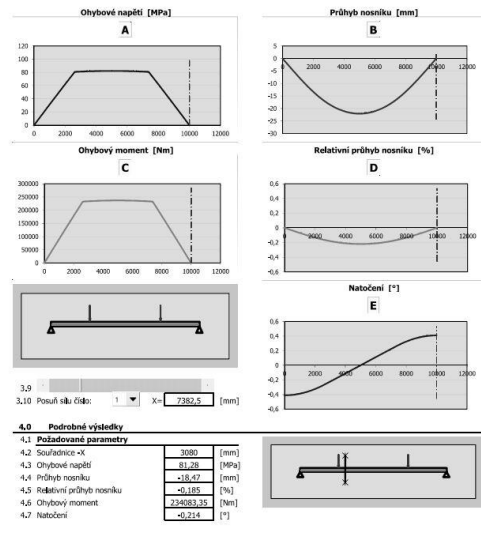 Ohybové napětí [MPa]
A
120
100
80
60
40
20
0
0 2000 4000 6000 8000 10000 12000
Průhyb nosníku [mm]
B
5
0
-5
-10
-15
-20
-25
-30
0 2000 4000 6000 8000 10000 12000
Ohybový moment [Nm]
C
300000
250000
200000
150000
100000
50000
0
0 2000 4000 6000 8000 10000 12000
Relativní průhyb nosníku [%]
D
0,6
0,4
0,2
0
-0,2
-0,4
-0,6
0 2000 4000 6000 8000 10000 12000
Natočení [°]
E
0,6
0,4
0,2
0
-0,2
-0,4
-0,6
0 2000 4000 6000 8000 10000 12000
3.9
3.10 Posuň sílu číslo: 1 X= 7382,5 [mm]
4.0 Podrobné výsledky
4.1 Požadované parametry
4.2 Souřadnice -X 3080 [mm]
4.3 Ohybové napětí 81,28 [MPa]
4.4 Průhyb nosníku -18,47 [mm]
4.5 Relativní průhyb nosníku -0,185 [%]
4.6 Ohybový moment 234083,35 [Nm]
4.7 Natočení -0,214 [°]